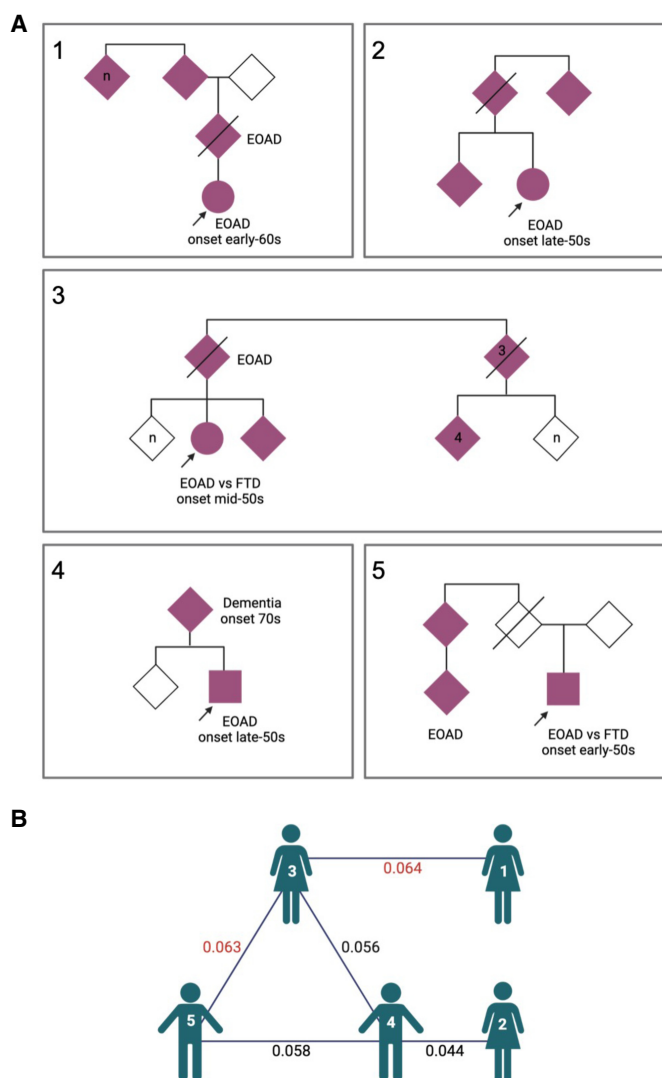 A
1
n
EOAD
EOAD
onset early-60s
2
EOAD
onset late-50s
3
EOAD
3
n
4
n
EOAD vs FTD
onset mid-50s
4
Dementia
onset 70s
EOAD
onset late-50s
5
EOAD
EOAD vs FTD
onset early-50s
B
3
0.064
1
0.063
0.056
5
4
2
0.058
0.044